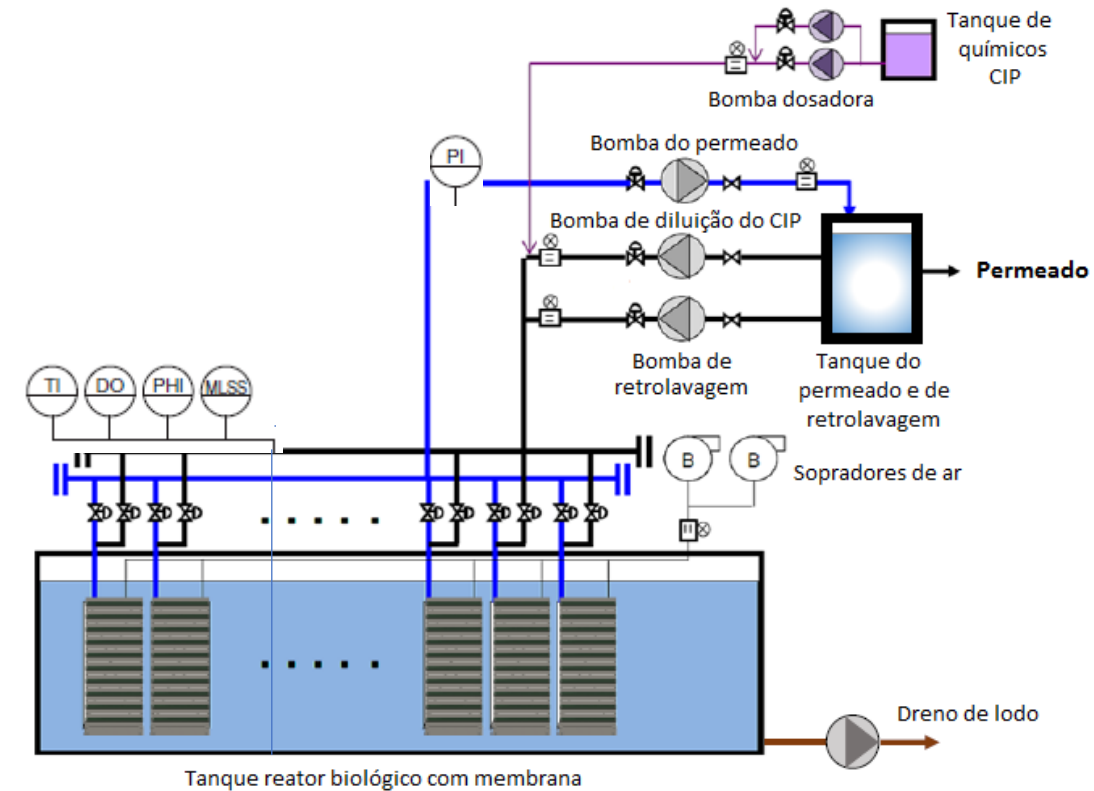 Tanque de
químicos
CIP
Bomba dosadora
Bomba do permeado
PI
Bomba de diluição do CIP
Permeado
Bomba de
retrolavagem
Tanque do
permeado e de
retrolavagem
TI
DO
PHI
MLSS
B
B
Sopradores de ar
Dreno de lodo
Tanque reator biológico com membrana